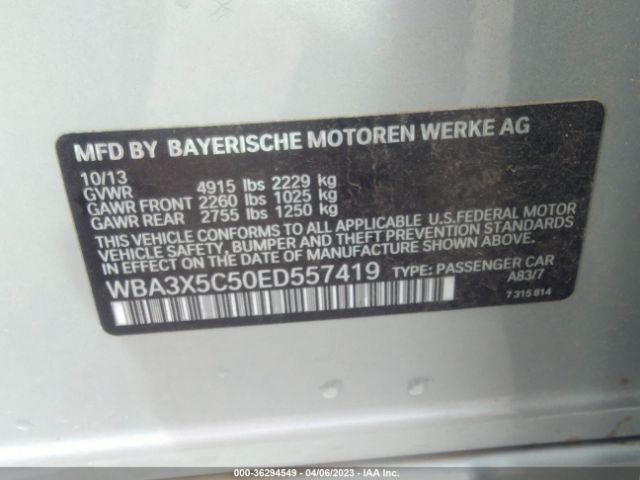 MFD BY BAYERISCHE MOTOREN WERKE AG
10/13
GVWR 4915 lbs 2229 kg
GAWR FRONT 2260 lbs 1025 kg
GAWR REAR 2755 lbs 1250 kg
THIS VEHICLE CONFORMS TO ALL APPLICABLE U.S.FEDERAL MOTOR
VEHICLE SAFETY, BUMPER AND THEFT PREVENTION STANDARDS
IN EFFECT ON THE DATE OF MANUFACTURE SHOWN ABOVE.
WBA3X5C50ED557419 TYPE: PASSENGER CAR
A83/7
7 315 814
000-36294549 - 04/06/2023 - IAA Inc.